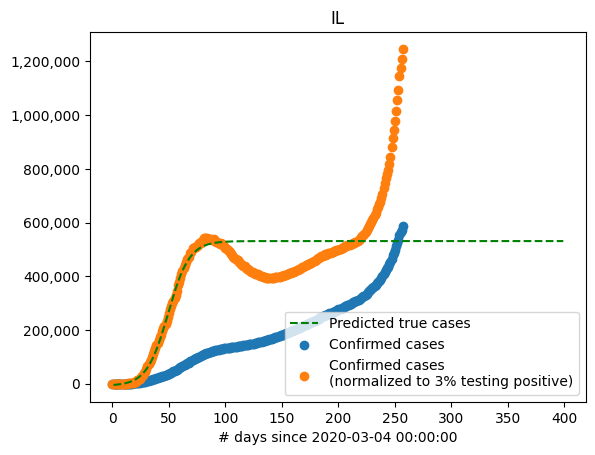 IL
1,200,000
1,000,000
800,000
600,000
400,000
200,000
0
Predicted true cases
Confirmed cases
Confirmed cases
(normalized to 3% testing positive)
0 50 100 150 200 250 300 350 400
# days since 2020-03-04 00:00:00